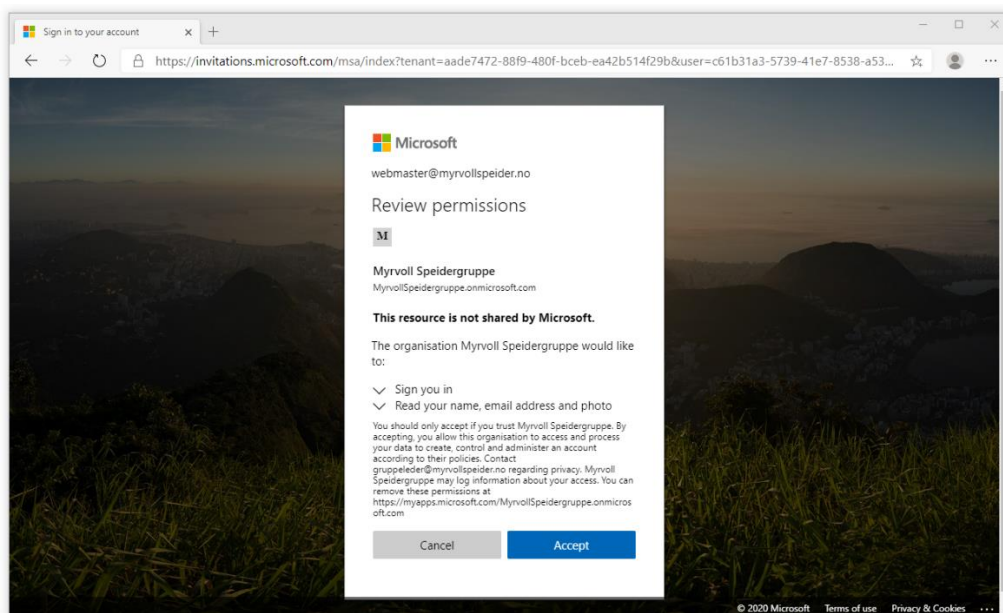 Sign in to your account
https://invitations.microsoft.com/msa/index?tenant=aade7472-88f9-480f-bceb-ea42b514f29b&user=c61b31a3-5739-41e7-8538-a53...
Microsoft
webmaster@myrvollspeider.no
Review permissions
M
Myrvoll Speidergruppe
MyrvollSpeidergruppe.onmicrosoft.com
This resource is not shared by Microsoft.
The organisation Myrvoll Speidergruppe would like
to:
Sign you in
Read your name, email address and photo
You should only accept if you trust Myrvoll Speidergruppe. By
accepting, you allow this organisation to access and process
your data to create, control and administer an account
according to their policies. Contact
gruppeleder@myrvollspeider.no regarding privacy. Myrvoll
Speidergruppe may log information about your access. You can
remove these permissions at
https://myapps.microsoft.com/MyrvollSpeidergruppe.onmicros
oft.com
Cancel
Accept
© 2020 Microsoft Terms of use Privacy & Cookies ...